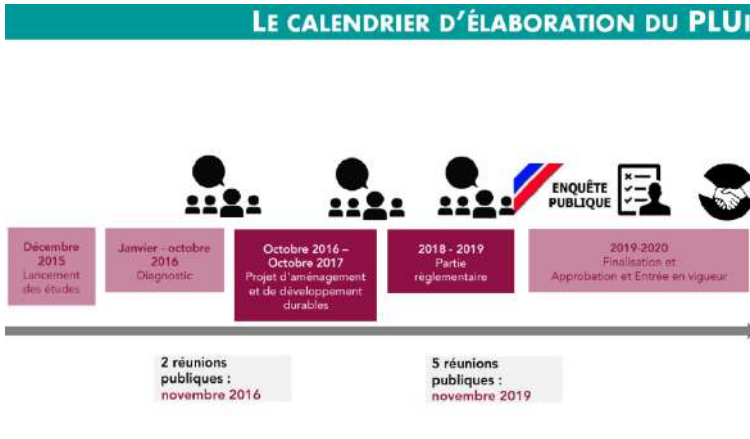 LE CALENDRIER D'ÉLABORATION DU PLUi
ENQUÊTE
PUBLIQUE
Décembre
2015
Lancement
des études
Janvier - octobre
2016
Diagnostic
Octobre 2016 –
Octobre 2017
Projet d'aménagement
et de développement
durables
2018 - 2019
Partie
règlementaire
2019-2020
Finalisation et
Approbation et Entrée en vigueur
2 réunions
publiques :
novembre 2016
5 réunions
publiques :
novembre 2019